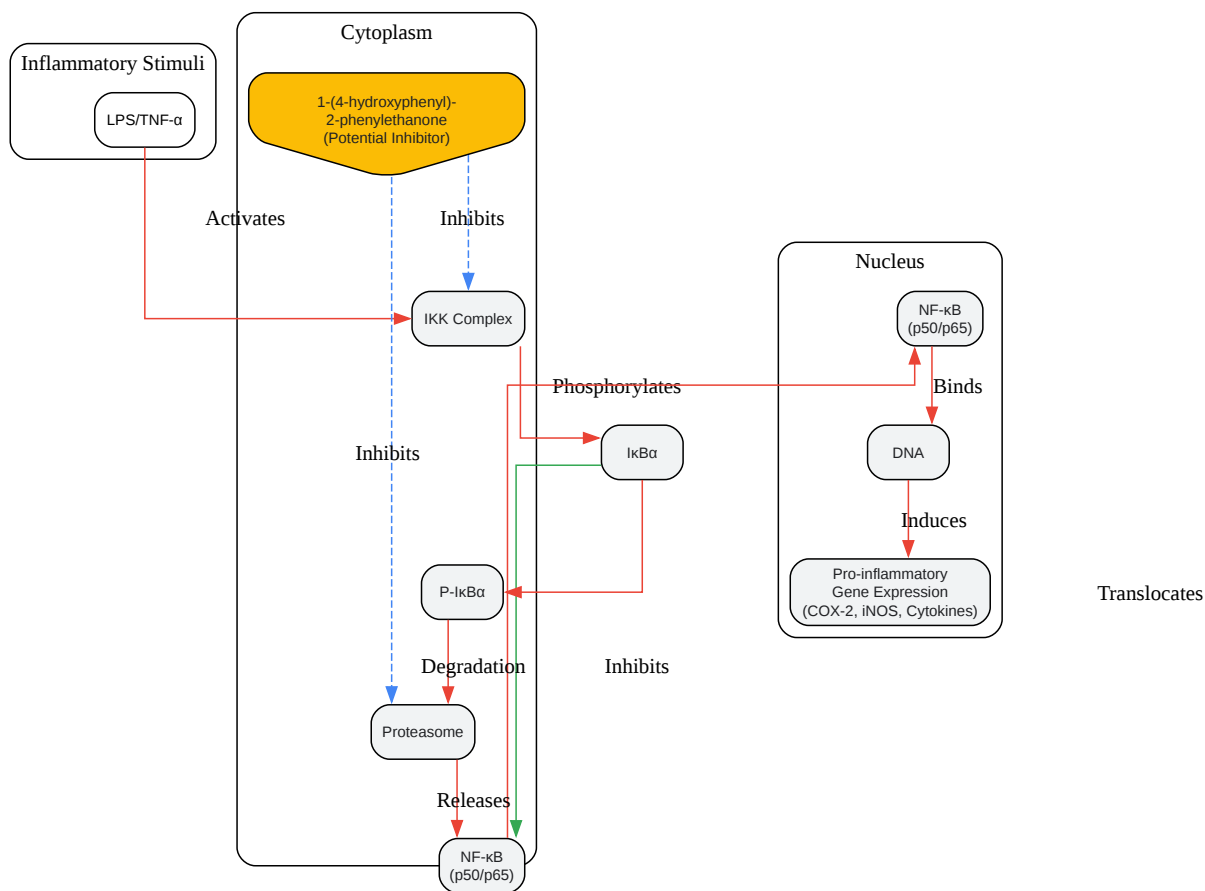 Cytoplasm
Inflammatory Stimuli
LPS/TNF-α
1-(4-hydroxyphenyl)-
2-phenylethanone
(Potential Inhibitor)
Activates
Inhibits
Nucleus
IKK Complex
NF-κB
(p50/p65)
Phosphorylates
Binds
Inhibits
IκBα
DNA
Induces
P-IκBα
Pro-inflammatory
Gene Expression
(COX-2, iNOS, Cytokines)
Translocates
Degradation
Inhibits
Proteasome
Releases
NF-κB
(p50/p65)